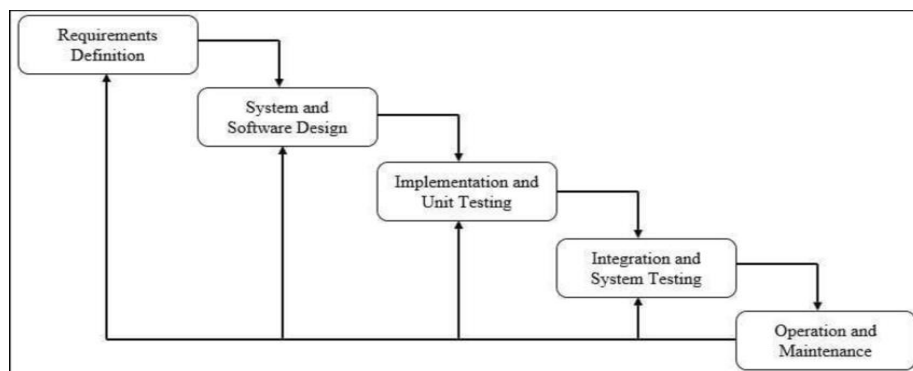 Requirements
Definition
System and
Software Design
Implementation and
Unit Testing
Integration and
System Testing
Operation and
Maintenance